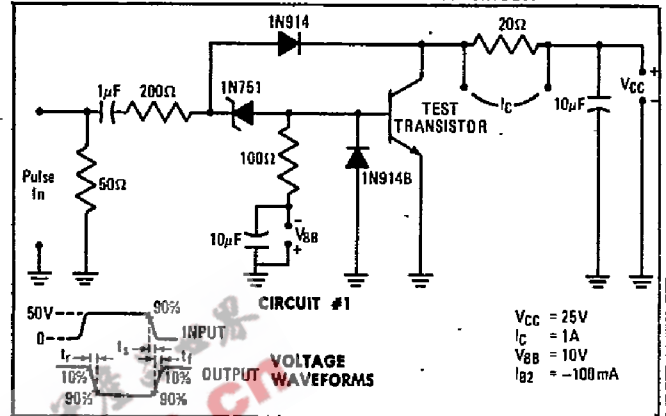 1N914
20Ω
1μF
200Ω
1N751
TEST
TRANSISTOR
IC
10μF
VCC
+
−
Pulse
In
50Ω
100Ω
1N914B
10μF
−
VBB
+
CIRCUIT #1
50V
0
90%
INPUT
tr
ts
tf
10%
10%
OUTPUT
VOLTAGE
WAVEFORMS
90%
90%
VCC = 25V
IC = 1A
VBB = 10V
IB2 = −100mA